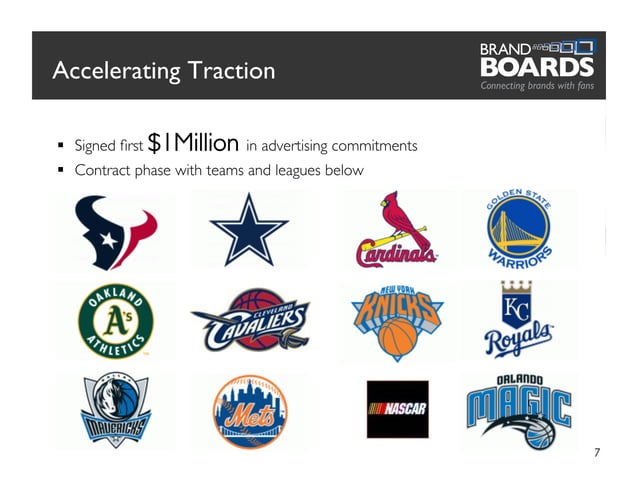 Accelerating Traction
BRAND
BOARDS
Connecting brands with fans
▪ Signed first $1Million in advertising commitments
▪ Contract phase with teams and leagues below
Cardinals
GOLDEN STATE
WARRIORS
OAKLAND
A's
ATHLETICS
CLEVELAND
CAVALIERS
NEW YORK
KNICKS
KC
Royals
MAVERICKS
Mets
NASCAR
ORLANDO
MAGIC
7